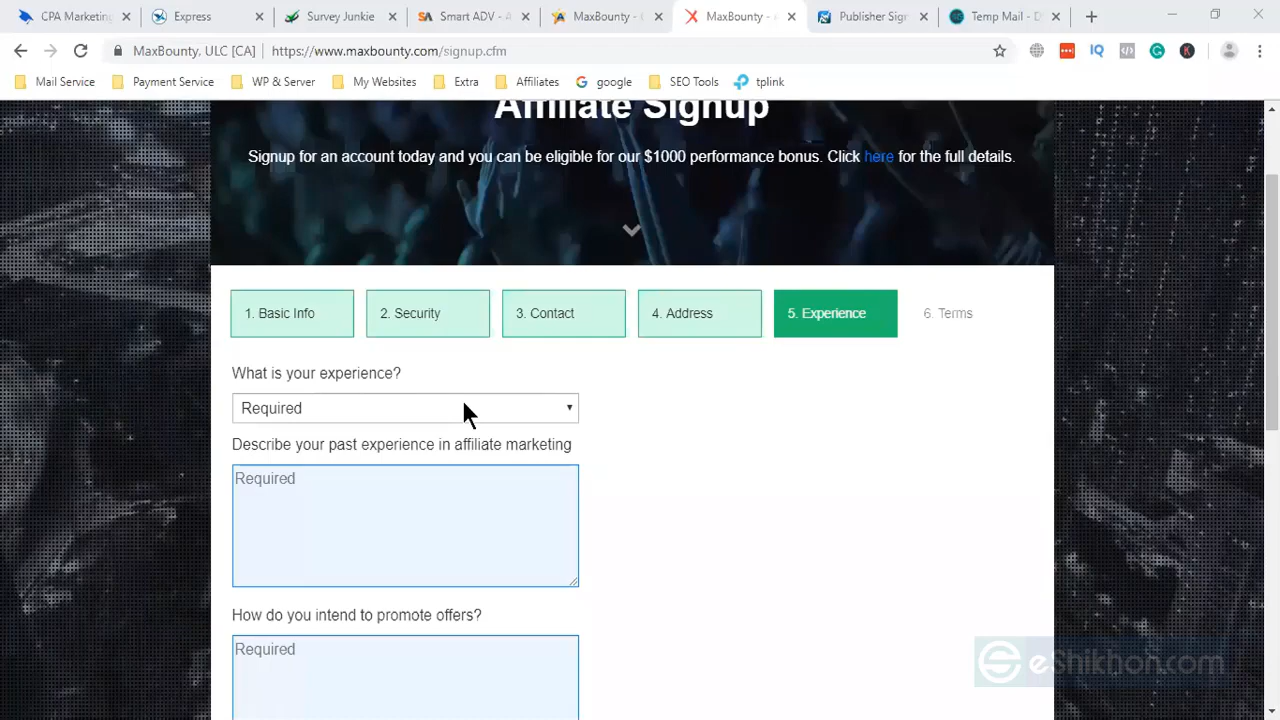 CPA Marketing
Express
Survey Junkie
Smart ADV - A
MaxBounty - 
MaxBounty - 
Publisher Sig
Temp Mail - D
MaxBounty, ULC [CA] https://www.maxbounty.com/signup.cfm
Mail Service Payment Service WP & Server My Websites Extra Affiliates google SEO Tools tplink
Affiliate Signup
Signup for an account today and you can be eligible for our $1000 performance bonus. Click here for the full details.
1. Basic Info 2. Security 3. Contact 4. Address 5. Experience 6. Terms
What is your experience?
Required
Describe your past experience in affiliate marketing
Required
How do you intend to promote offers?
Required
eShikhon.com